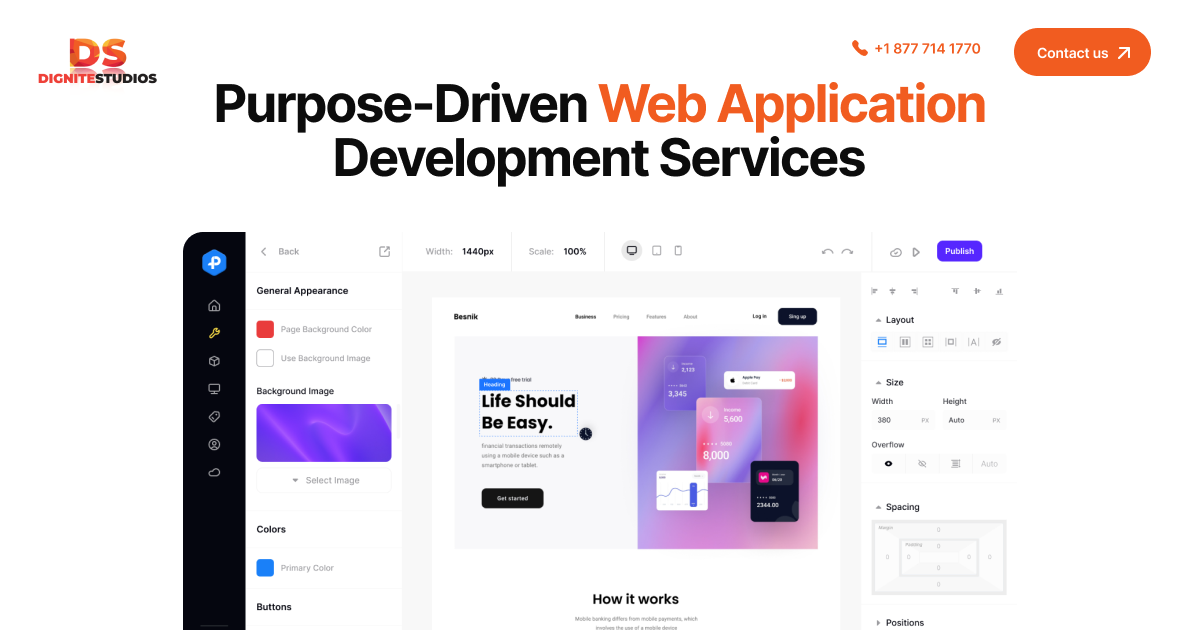 DS
DIGNITESTUDIOS
+1 877 714 1770
Contact us
Purpose-Driven Web Application
Development Services
Back
Width: 1440px
Scale: 100%
Publish
General Appearance
Page Background Color
Use Background Image
Background Image
Select Image
Colors
Primary Color
Buttons
Besnik
Business
Pricing
Features
About
Log in
Sing up
free trial
Heading
Life Should
Be Easy.
financial transactions remotely
using a mobile device such as a
smartphone or tablet.
Get started
2,123
3,345
Apple Pay
5,600
8,000
2344.00
How it works
Mobile banking differs from mobile payments, which
involves the use of a mobile device
Layout
A
Size
Width
Height
380 PX
Auto PX
Overflow
Auto
Spacing
Margin
0
Padding
0
0
0
0
0
0
0
Positions